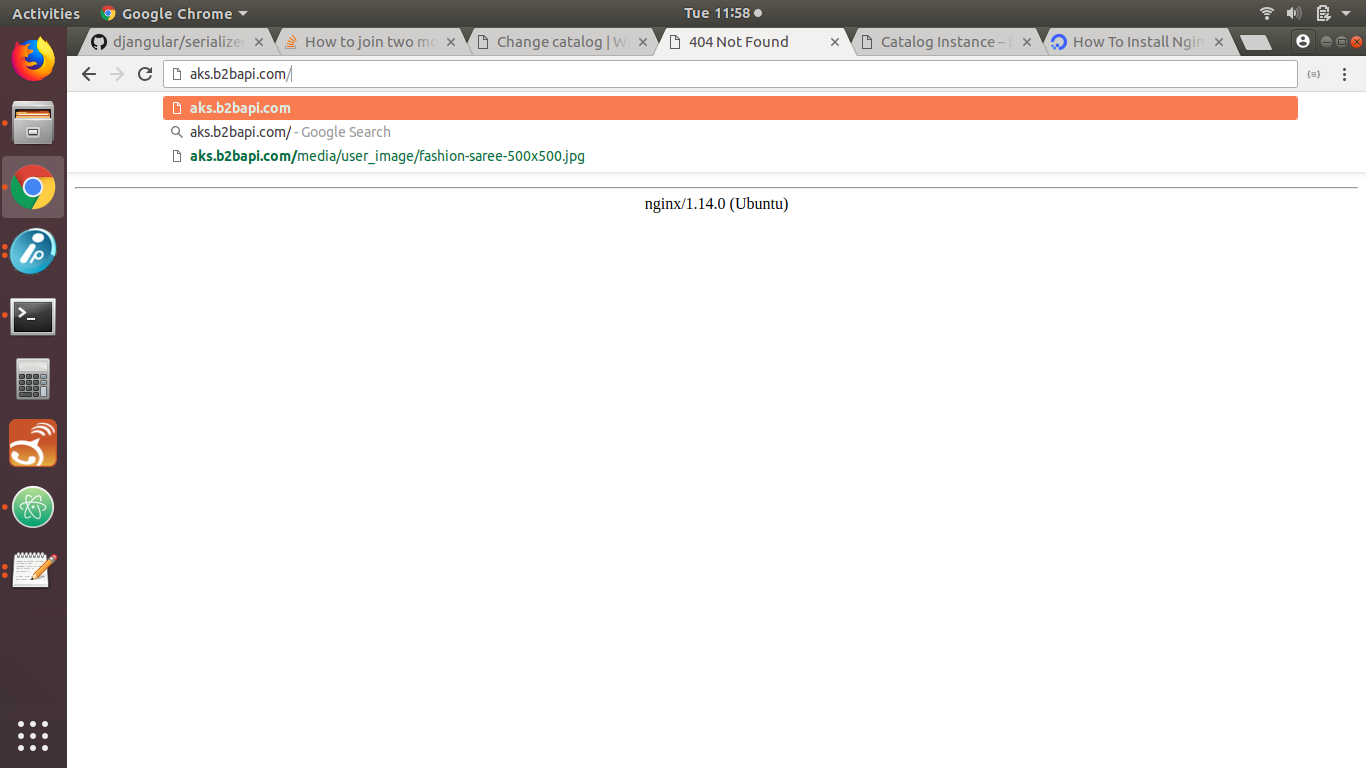 Activities
Google Chrome
Tue 11:58
djangular/serializer
How to join two mo
Change catalog | W
404 Not Found
Catalog Instance –
How To Install Ngin
aks.b2bapi.com/
aks.b2bapi.com
aks.b2bapi.com/ - Google Search
aks.b2bapi.com/media/user_image/fashion-saree-500x500.jpg
nginx/1.14.0 (Ubuntu)